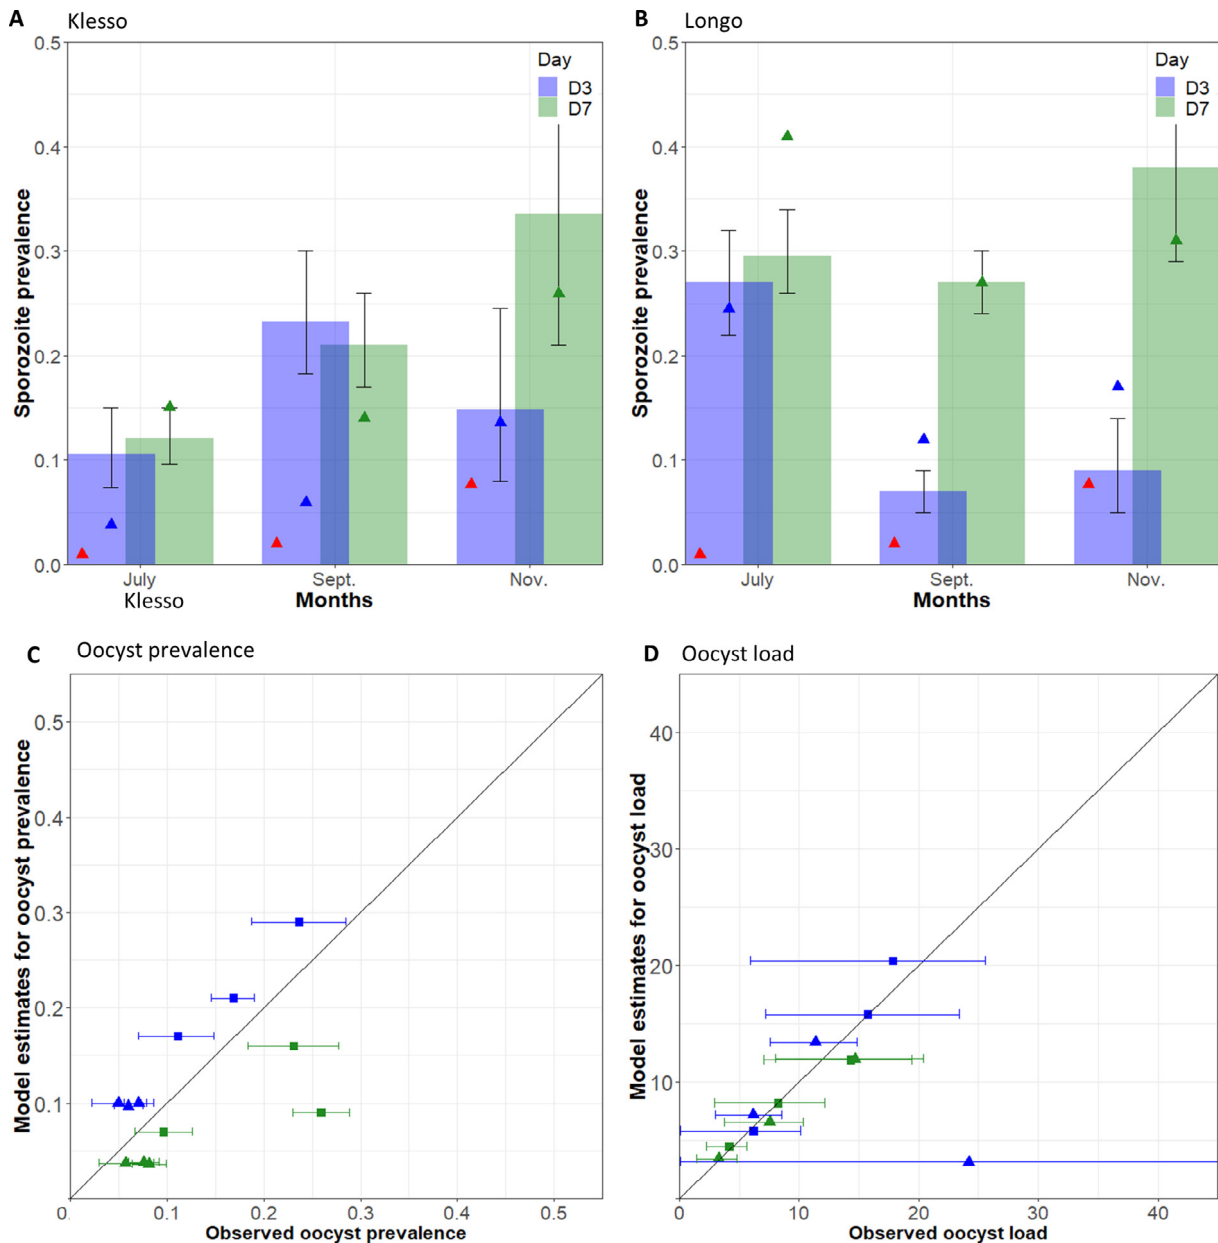 A Klesso
B Longo
0.5
0.4
0.3
0.2
0.1
0.0
Sporozoite prevalence
Day
D3
D7
July
Sept.
Nov.
Klesso
Months
0.5
0.4
0.3
0.2
0.1
0.0
Sporozoite prevalence
Day
D3
D7
July
Sept.
Nov.
Months
C Oocyst prevalence
D Oocyst load
0.5
0.4
0.3
0.2
0.1
Model estimates for oocyst prevalence
0.
0.1
0.2
0.3
0.4
0.5
Observed oocyst prevalence
40
30
20
10
Model estimates for oocyst load
0
10
20
30
40
Observed oocyst load